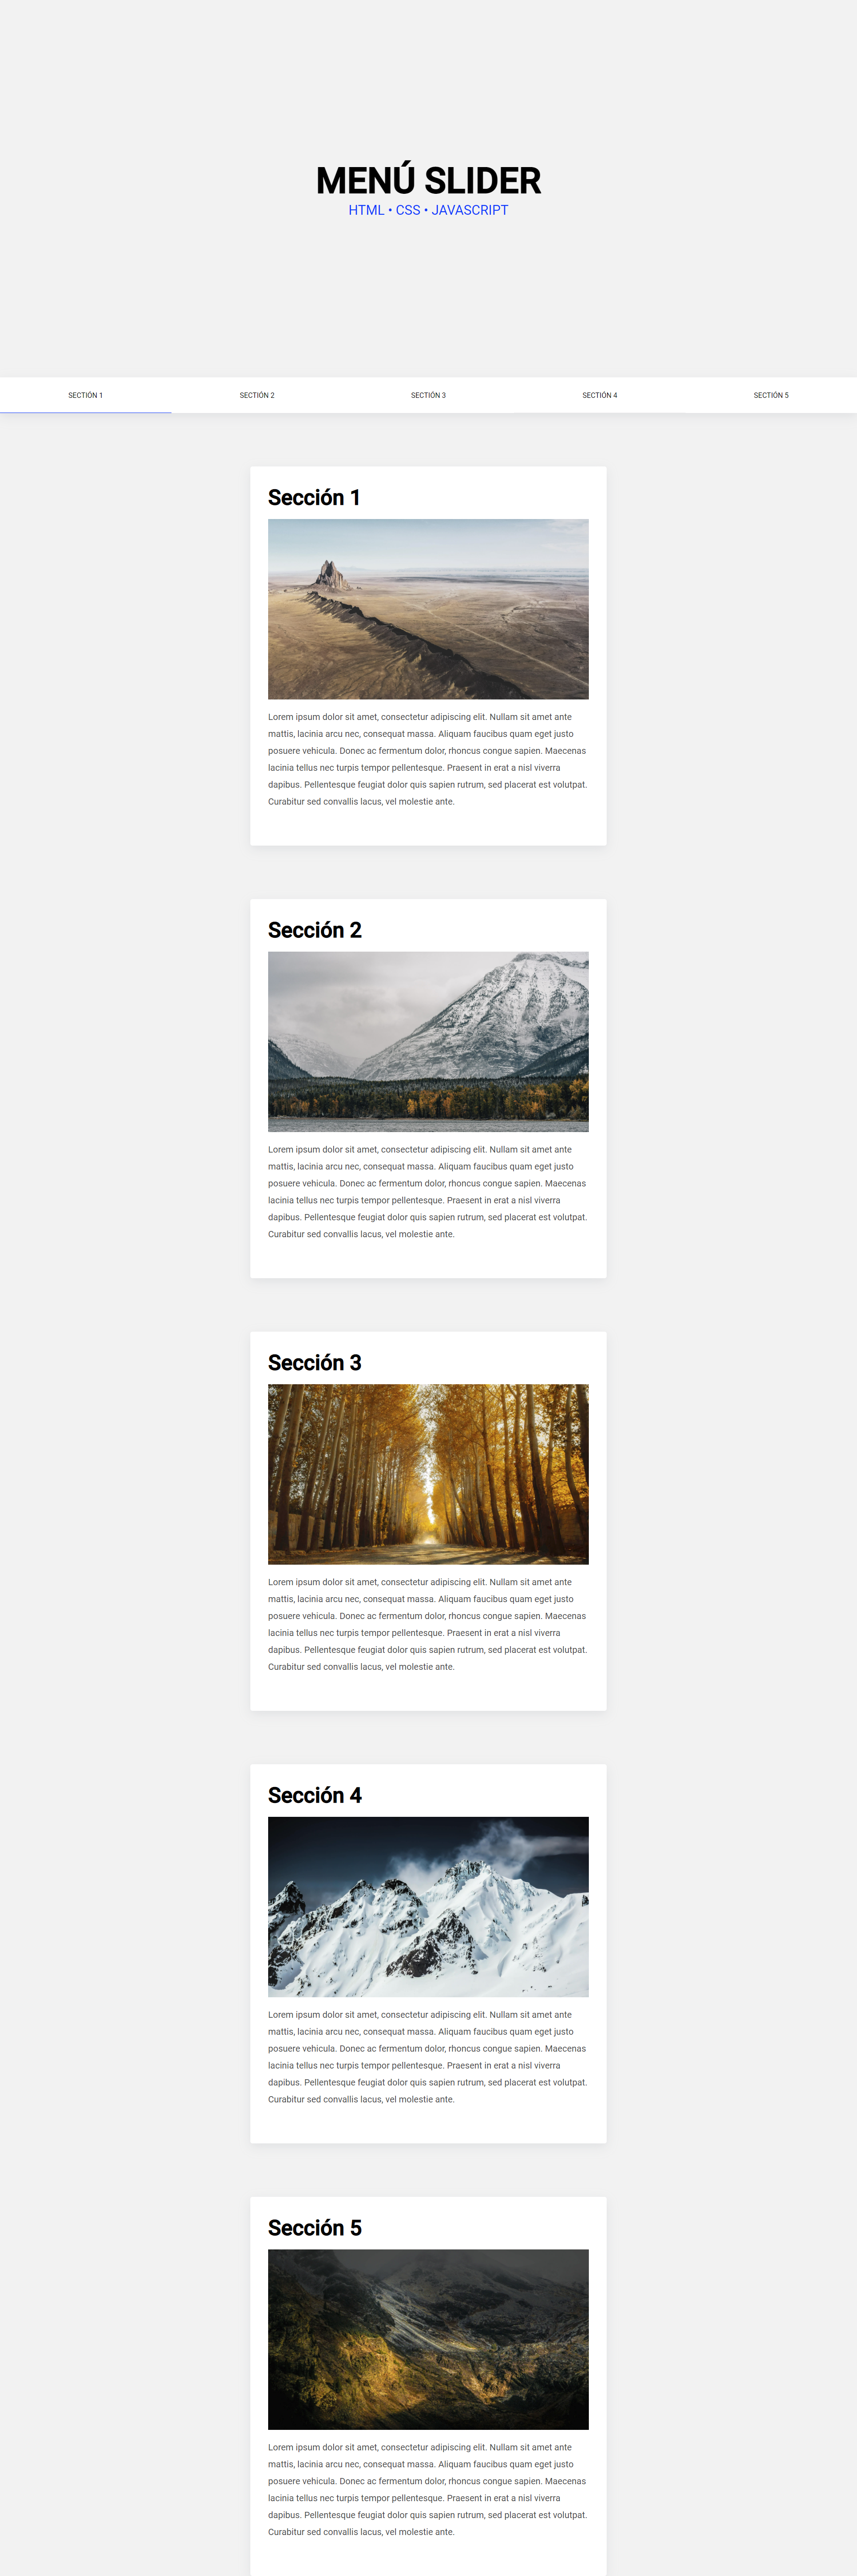 MENÚ SLIDER
HTML • CSS • JAVASCRIPT
SECTIÓN 1 SECTIÓN 2 SECTIÓN 3 SECTIÓN 4 SECTIÓN 5
Sección 1
Lorem ipsum dolor sit amet, consectetur adipiscing elit. Nullam sit amet ante
mattis, lacinia arcu nec, consequat massa. Aliquam faucibus quam eget justo
posuere vehicula. Donec ac fermentum dolor, rhoncus congue sapien. Maecenas
lacinia tellus nec turpis tempor pellentesque. Praesent in erat a nisl viverra
dapibus. Pellentesque feugiat dolor quis sapien rutrum, sed placerat est volutpat.
Curabitur sed convallis lacus, vel molestie ante.
Sección 2
Lorem ipsum dolor sit amet, consectetur adipiscing elit. Nullam sit amet ante
mattis, lacinia arcu nec, consequat massa. Aliquam faucibus quam eget justo
posuere vehicula. Donec ac fermentum dolor, rhoncus congue sapien. Maecenas
lacinia tellus nec turpis tempor pellentesque. Praesent in erat a nisl viverra
dapibus. Pellentesque feugiat dolor quis sapien rutrum, sed placerat est volutpat.
Curabitur sed convallis lacus, vel molestie ante.
Sección 3
Lorem ipsum dolor sit amet, consectetur adipiscing elit. Nullam sit amet ante
mattis, lacinia arcu nec, consequat massa. Aliquam faucibus quam eget justo
posuere vehicula. Donec ac fermentum dolor, rhoncus congue sapien. Maecenas
lacinia tellus nec turpis tempor pellentesque. Praesent in erat a nisl viverra
dapibus. Pellentesque feugiat dolor quis sapien rutrum, sed placerat est volutpat.
Curabitur sed convallis lacus, vel molestie ante.
Sección 4
Lorem ipsum dolor sit amet, consectetur adipiscing elit. Nullam sit amet ante
mattis, lacinia arcu nec, consequat massa. Aliquam faucibus quam eget justo
posuere vehicula. Donec ac fermentum dolor, rhoncus congue sapien. Maecenas
lacinia tellus nec turpis tempor pellentesque. Praesent in erat a nisl viverra
dapibus. Pellentesque feugiat dolor quis sapien rutrum, sed placerat est volutpat.
Curabitur sed convallis lacus, vel molestie ante.
Sección 5
Lorem ipsum dolor sit amet, consectetur adipiscing elit. Nullam sit amet ante
mattis, lacinia arcu nec, consequat massa. Aliquam faucibus quam eget justo
posuere vehicula. Donec ac fermentum dolor, rhoncus congue sapien. Maecenas
lacinia tellus nec turpis tempor pellentesque. Praesent in erat a nisl viverra
dapibus. Pellentesque feugiat dolor quis sapien rutrum, sed placerat est volutpat.
Curabitur sed convallis lacus, vel molestie ante.